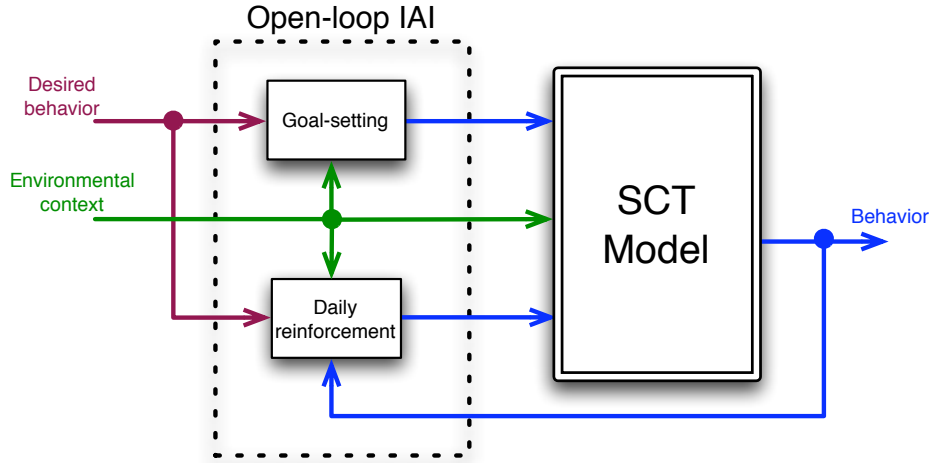 Open-loop IAI
Desired
behavior
Goal-setting
Environmental
context
SCT
Model
Behavior
Daily
reinforcement